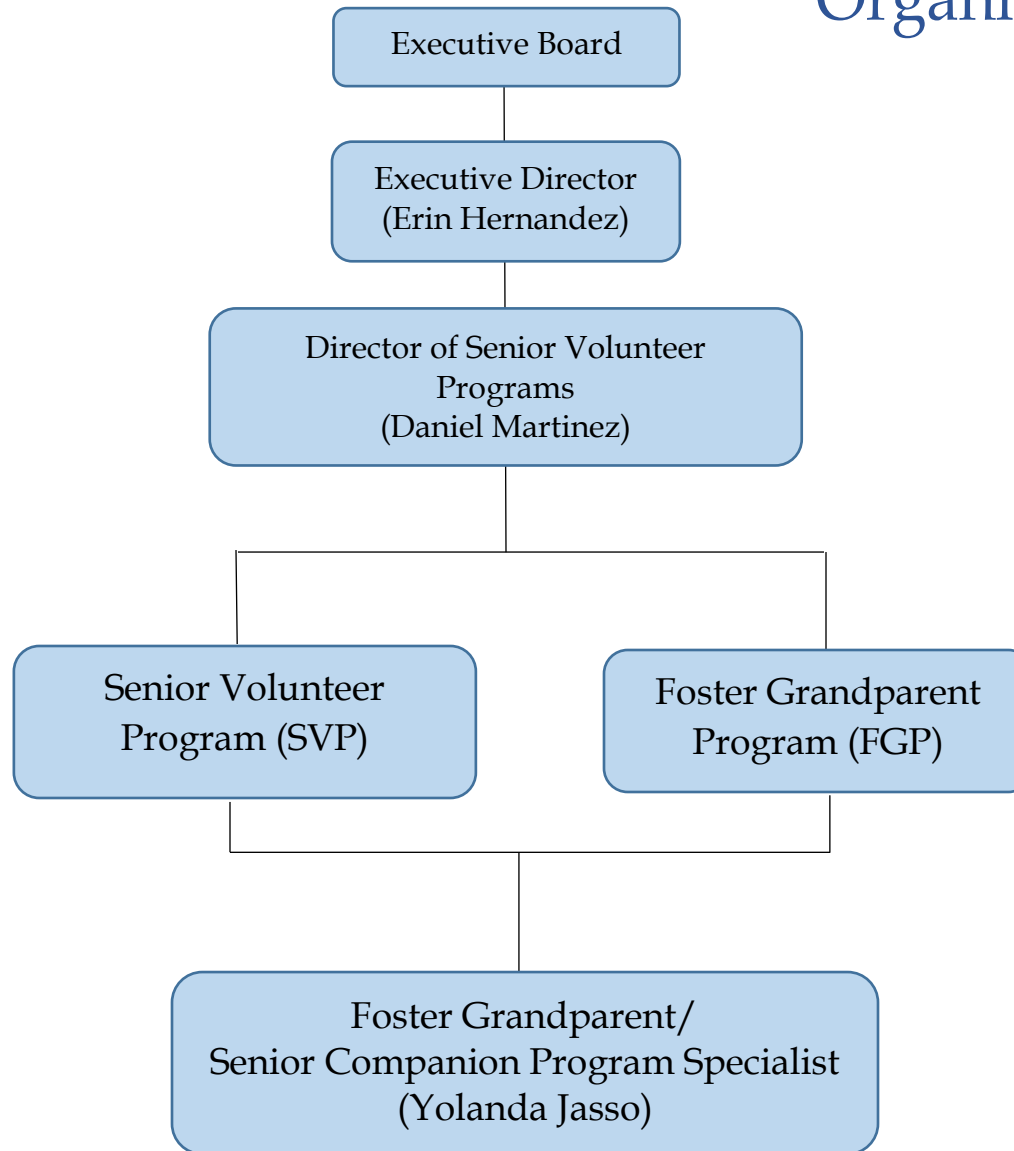 Executive Board
Executive Director
(Erin Hernandez)
Director of Senior Volunteer
Programs
(Daniel Martinez)
Senior Volunteer
Program (SVP)
Foster Grandparent
Program (FGP)
Foster Grandparent/
Senior Companion Program Specialist
(Yolanda Jasso)